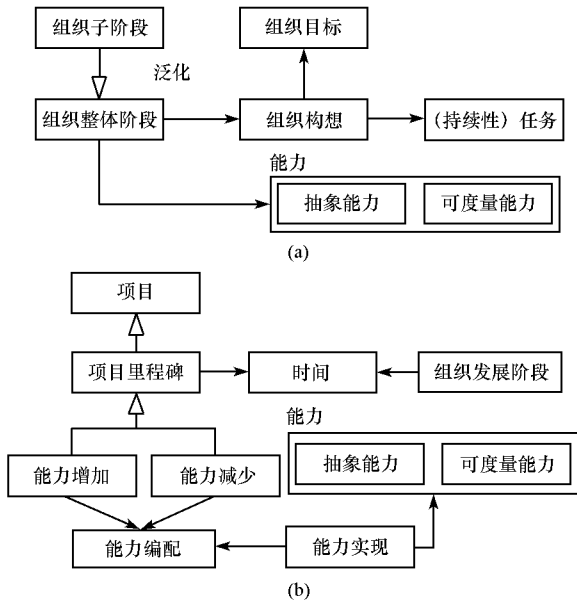 组织子阶段 组织目标
泛化
组织整体阶段 组织构想 （持续性）任务
能力
抽象能力 可度量能力
(a)
项目
项目里程碑 时间 组织发展阶段
能力
抽象能力 可度量能力
能力增加 能力减少
能力编配 能力实现
(b)